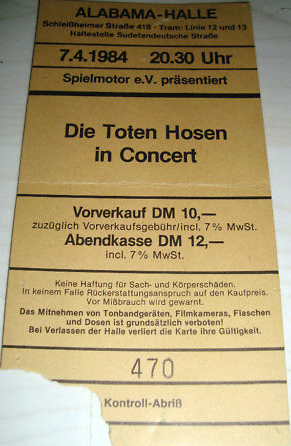 ALABAMA-HALLE
Schleißheimer Straße 418 - Tram: Linie 12 und 13
Haltestelle Sudetendeutsche Straße
7.4.1984 20.30 Uhr
Spielmotor e.V. präsentiert
Die Toten Hosen
in Concert
Vorverkauf DM 10,—
zuzüglich Vorverkaufsgebühr/incl. 7% MwSt.
Abendkasse DM 12,—
incl. 7% MwSt.
Keine Haftung für Sach- und Körperschäden.
In keinem Falle Rückerstattungsanspruch auf den Kaufpreis.
Vor Mißbrauch wird gewarnt.
Das Mitnehmen von Tonbandgeräten, Filmkameras, Flaschen
und Dosen ist grundsätzlich verboten!
Bei Verlassen der Halle verliert die Karte ihre Gültigkeit.
470
Kontroll-Abriß